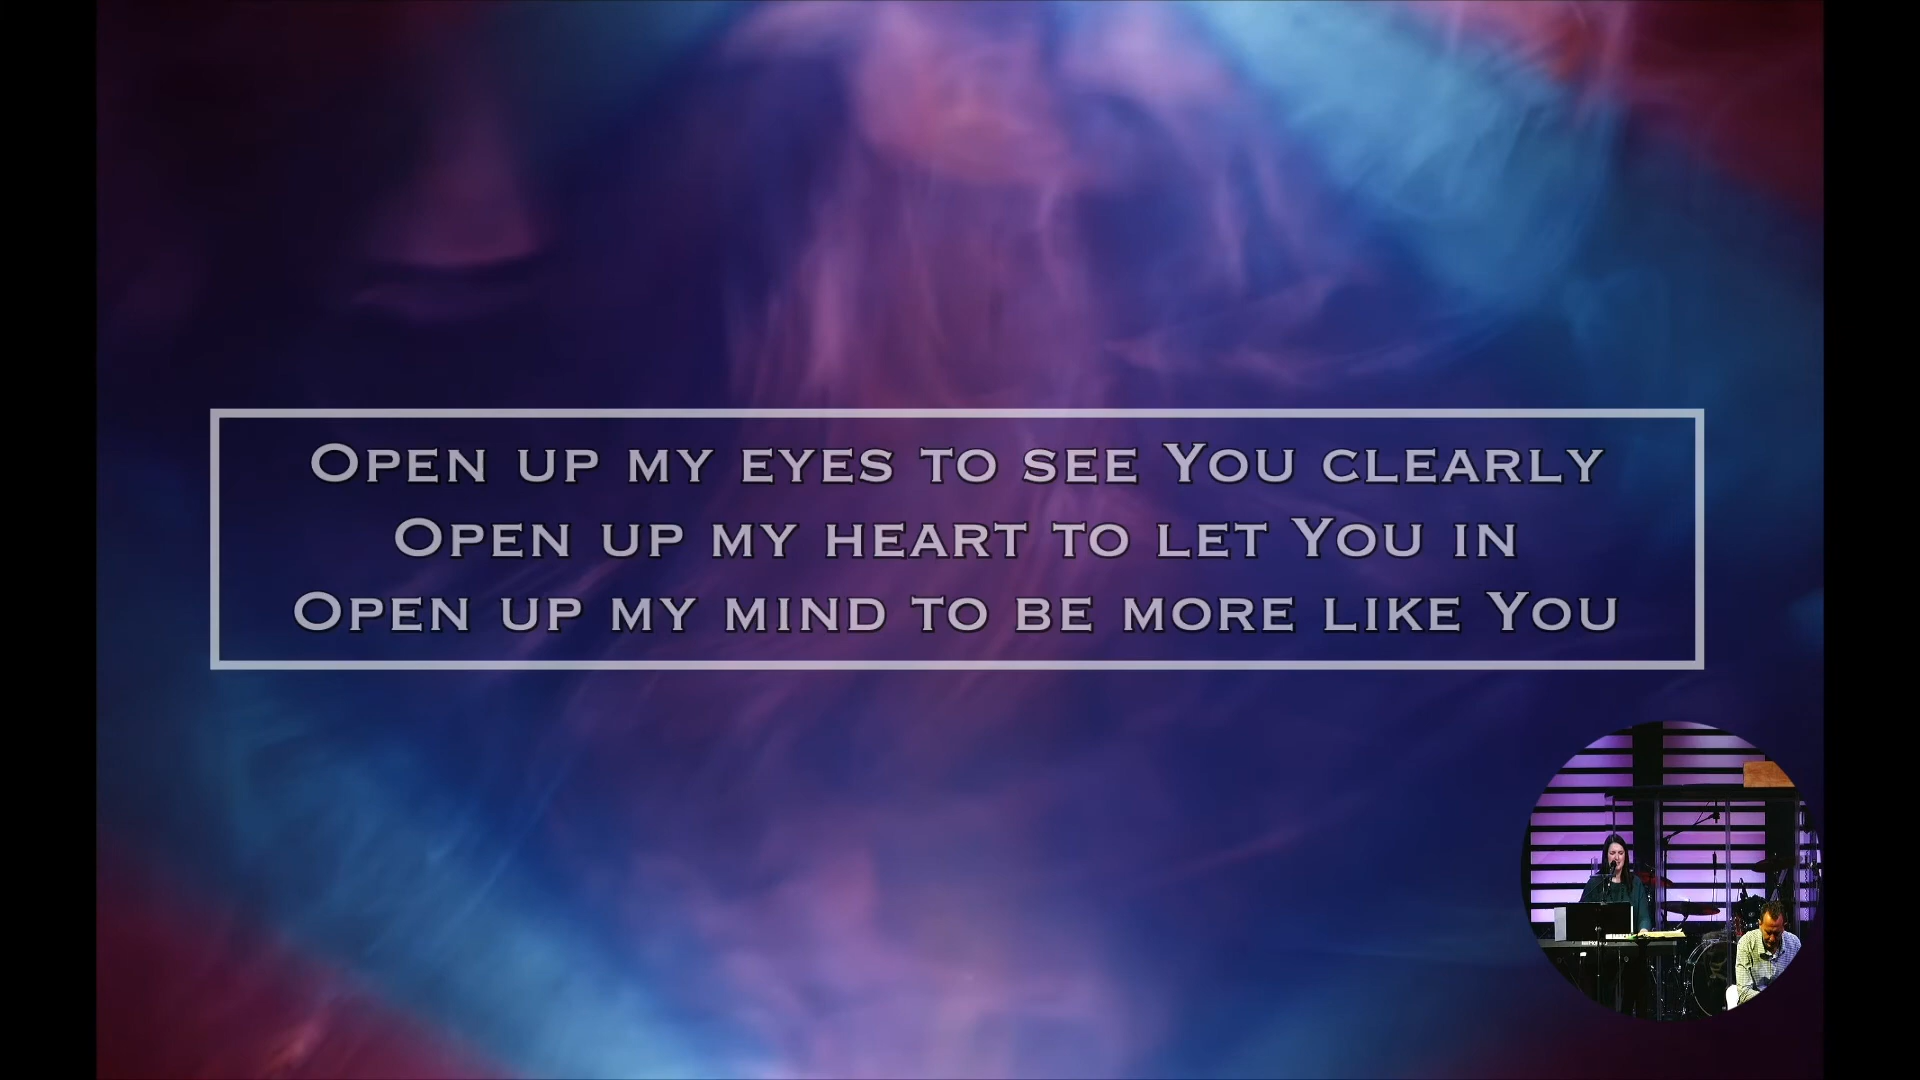 Open up my eyes to see You clearly
Open up my heart to let You in
Open up my mind to be more like You